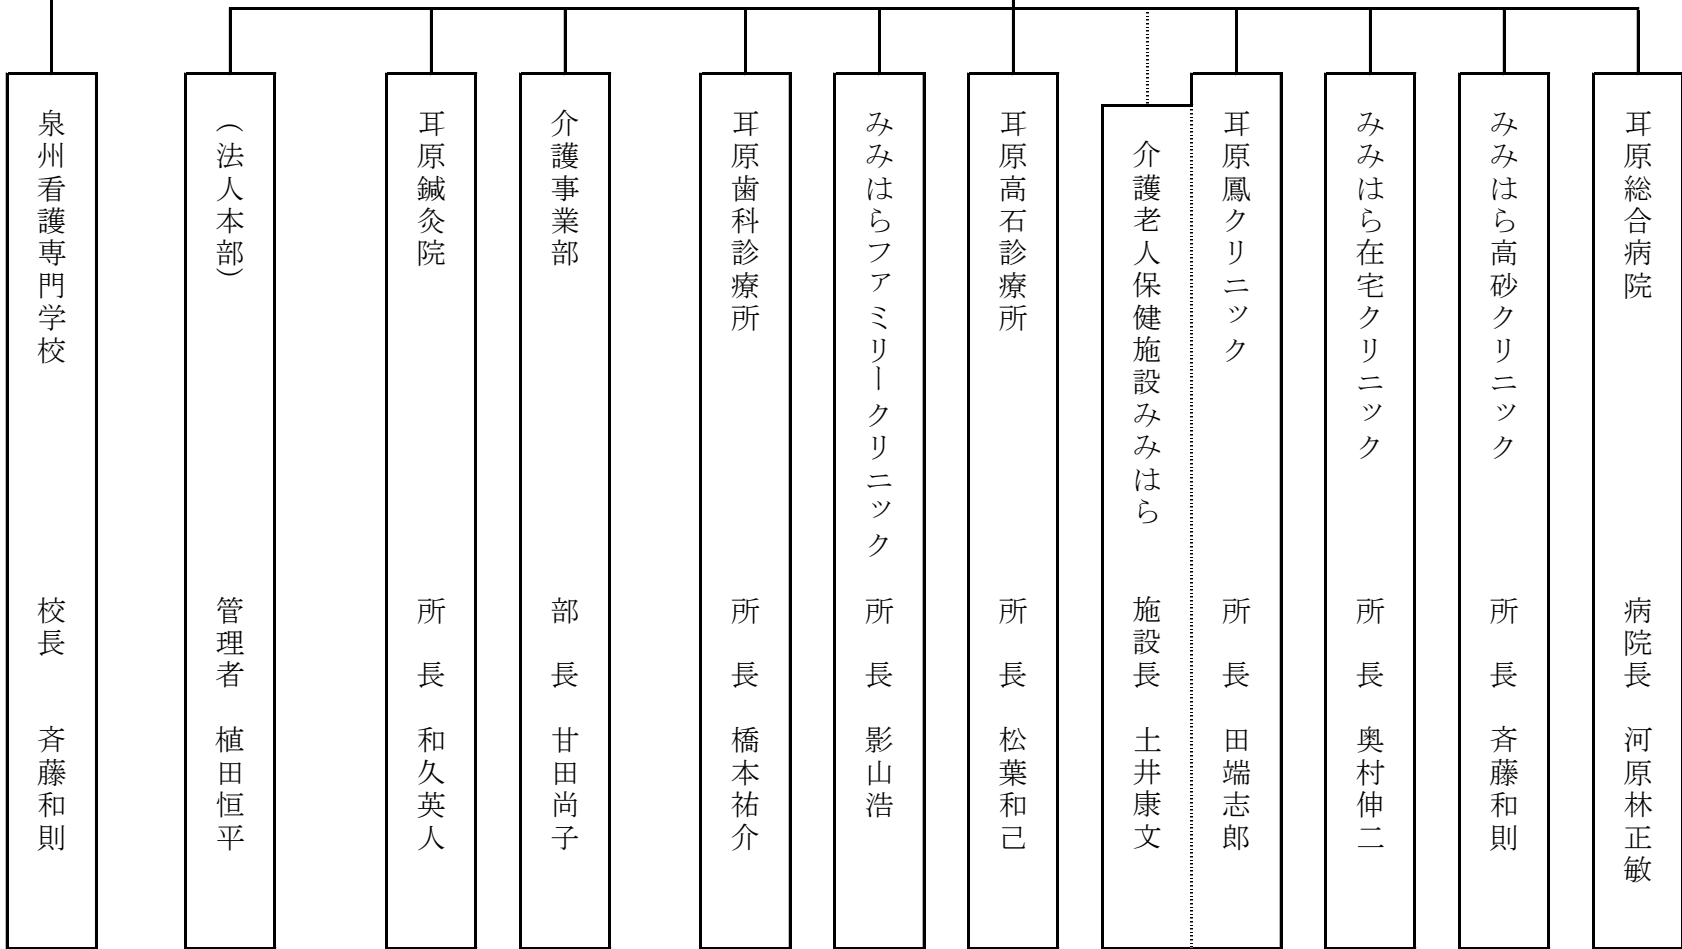 耳原総合病院 病院長 河原林正敏
みみはら高砂クリニック 所長 斉藤和則
みみはら在宅クリニック 所長 奥村伸二
耳原鳳クリニック 所長 田端志郎
介護老人保健施設みみはら 施設長 土井康文
耳原高石診療所 所長 松葉和己
みみはらファミリークリニック 所長 影山浩
耳原歯科診療所 所長 橋本祐介
介護事業部 部長 甘田尚子
耳原鍼灸院 所長 和久英人
（法人本部） 管理者 植田恒平
泉州看護専門学校 校長 斉藤和則